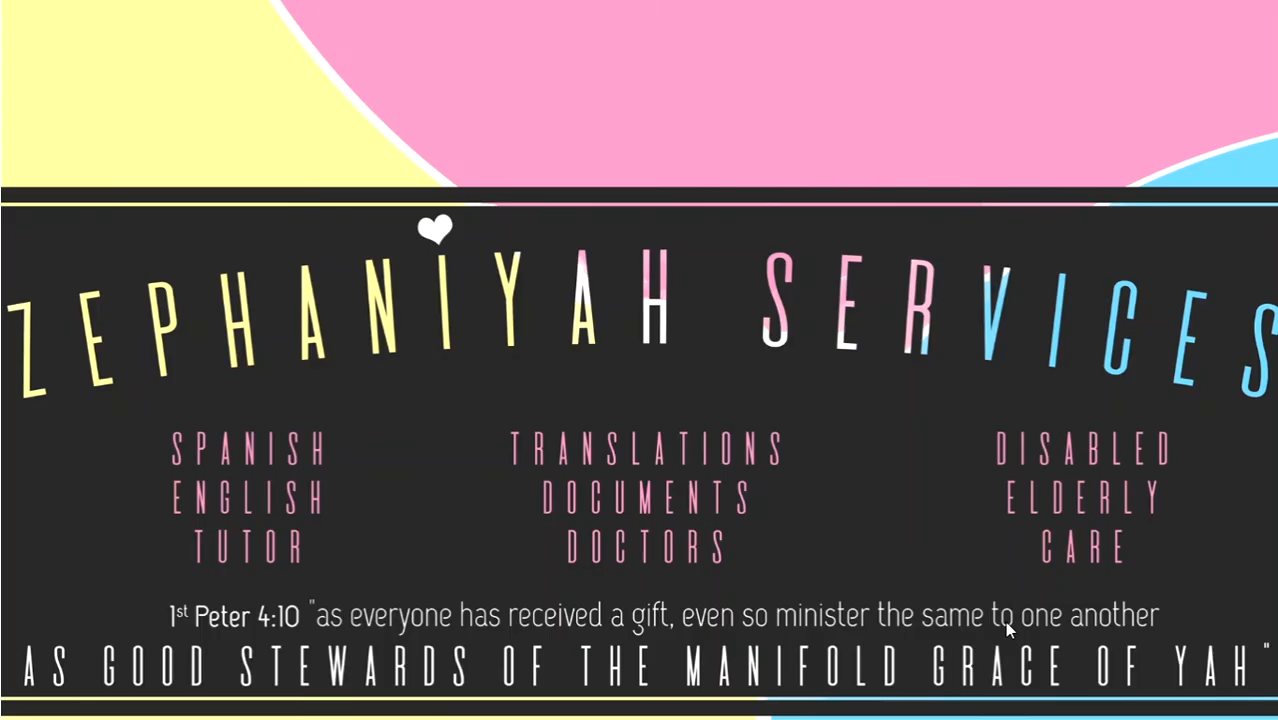 ZEPHANIYAH SERVICES
SPANISH
ENGLISH
TUTOR
TRANSLATIONS
DOCUMENTS
DOCTORS
DISABLED
ELDERLY
CARE
1st Peter 4:10 "as everyone has received a gift, even so minister the same to one another
AS GOOD STEWARDS OF THE MANIFOLD GRACE OF YAH"